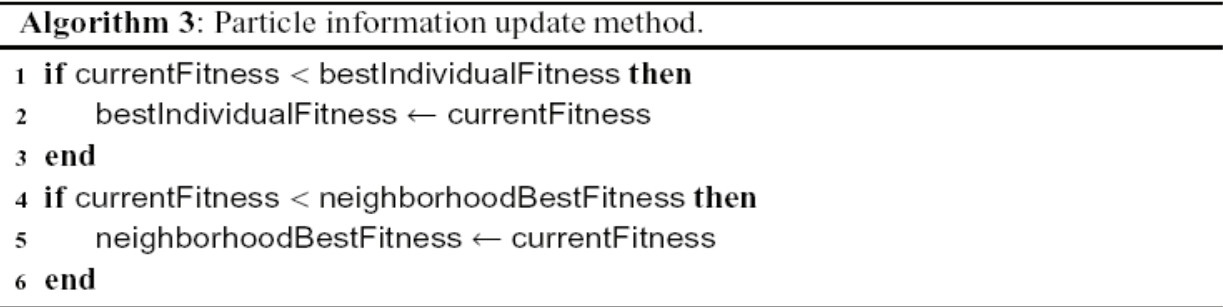 Algorithm 3: Particle information update method.
1 if currentFitness < bestIndividualFitness then
2 bestIndividualFitness ← currentFitness
3 end
4 if currentFitness < neighborhoodBestFitness then
5 neighborhoodBestFitness ← currentFitness
6 end